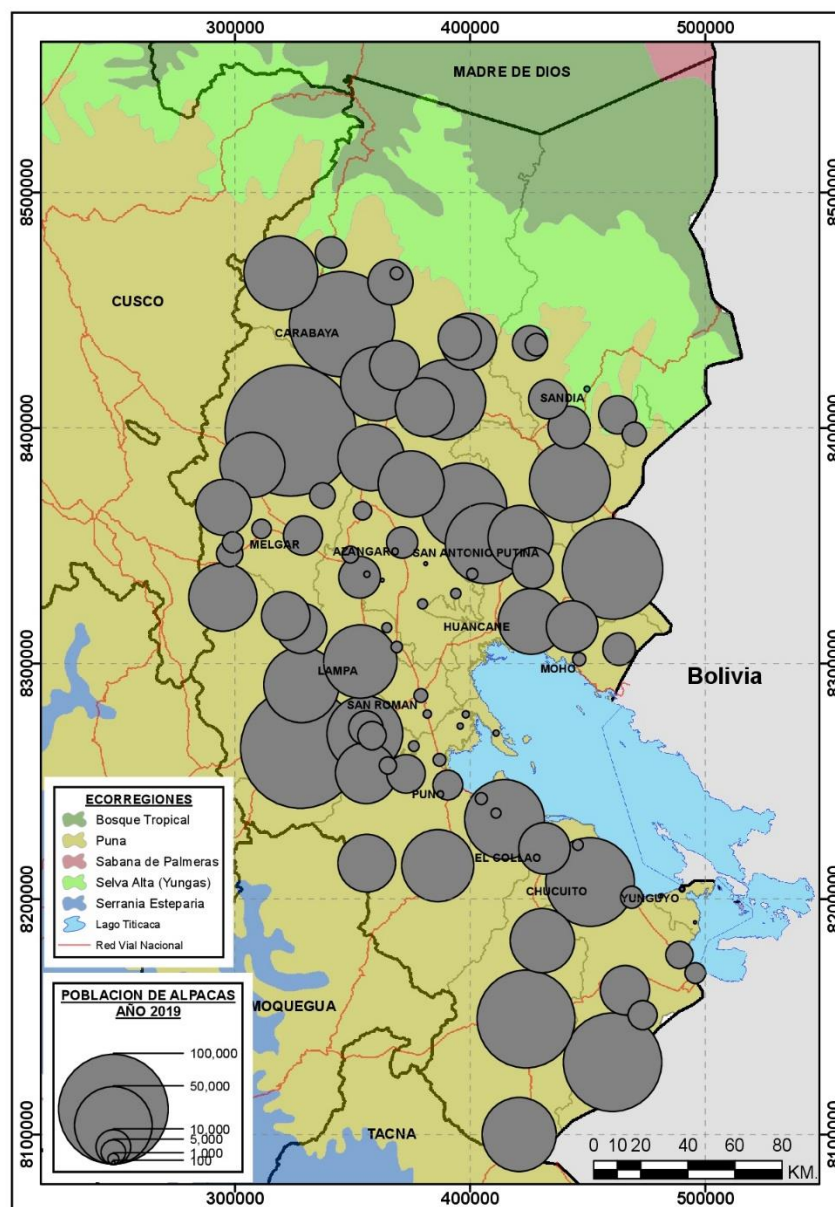 300000 400000 500000
MADRE DE DIOS
8500000 8500000
CUSCO
CARABAYA
SANDIA
8400000 8400000
MELGAR
AZANGARO
SAN ANTONIO PUTINA
HUANCANE
8300000 8300000
LAMPA
MOHO
Bolivia
SAN ROMAN
PUNO
EL COLLAO
CHUCUITO
YUNGUYO
8200000 8200000
ECORREGIONES
Bosque Tropical
Puna
Sabana de Palmeras
Selva Alta (Yungas)
Serrania Esteparia
Lago Titicaca
Red Vial Nacional
MOQUEGUA
POBLACION DE ALPACAS
AÑO 2019
100,000
50,000
10,000
5,000
1,000
100
TACNA
8100000 8100000
0 10 20 40 60 80
KM.
300000 400000 500000